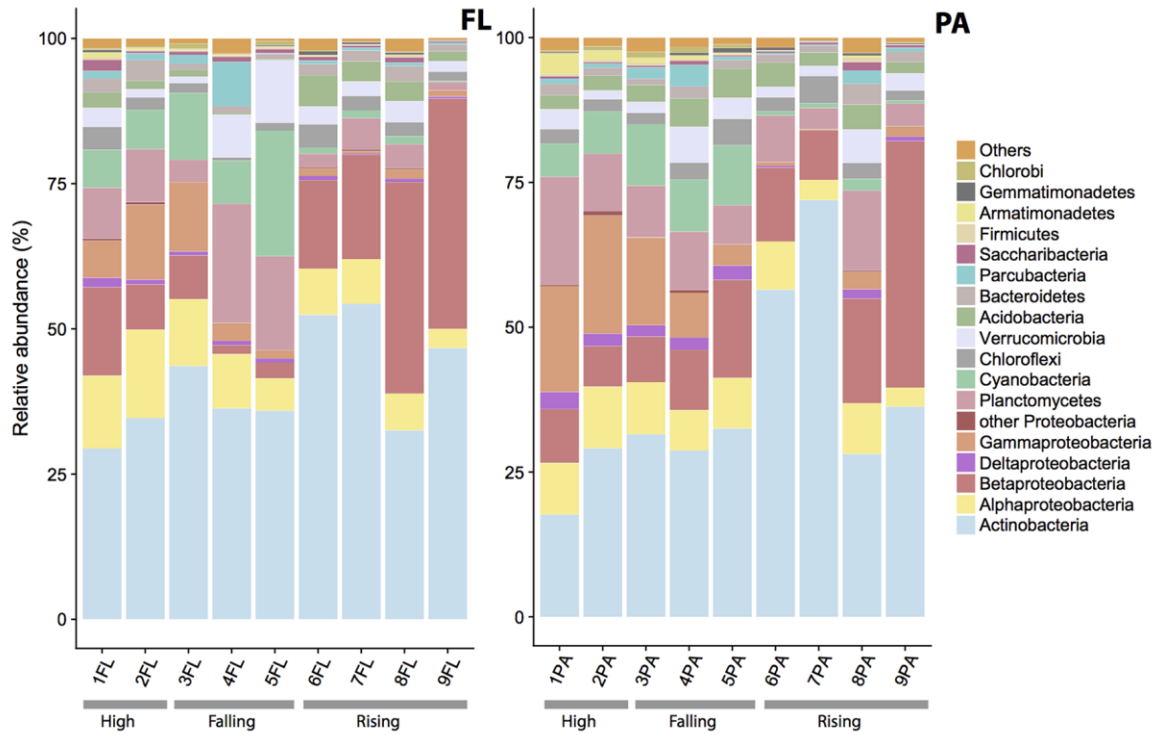 FL
PA
Relative abundance (%)
100
75
50
25
0
100
75
50
25
0
1FL 2FL 3FL 4FL 5FL 6FL 7FL 8FL 9FL
High Falling Rising
1PA 2PA 3PA 4PA 5PA 6PA 7PA 8PA 9PA
High Falling Rising
Others
Chlorobi
Gemmatimonadetes
Armatimonadetes
Firmicutes
Saccharibacteria
Parcubacteria
Bacteroidetes
Acidobacteria
Verrucomicrobia
Chloroflexi
Cyanobacteria
Planctomycetes
other Proteobacteria
Gammaproteobacteria
Deltaproteobacteria
Betaproteobacteria
Alphaproteobacteria
Actinobacteria